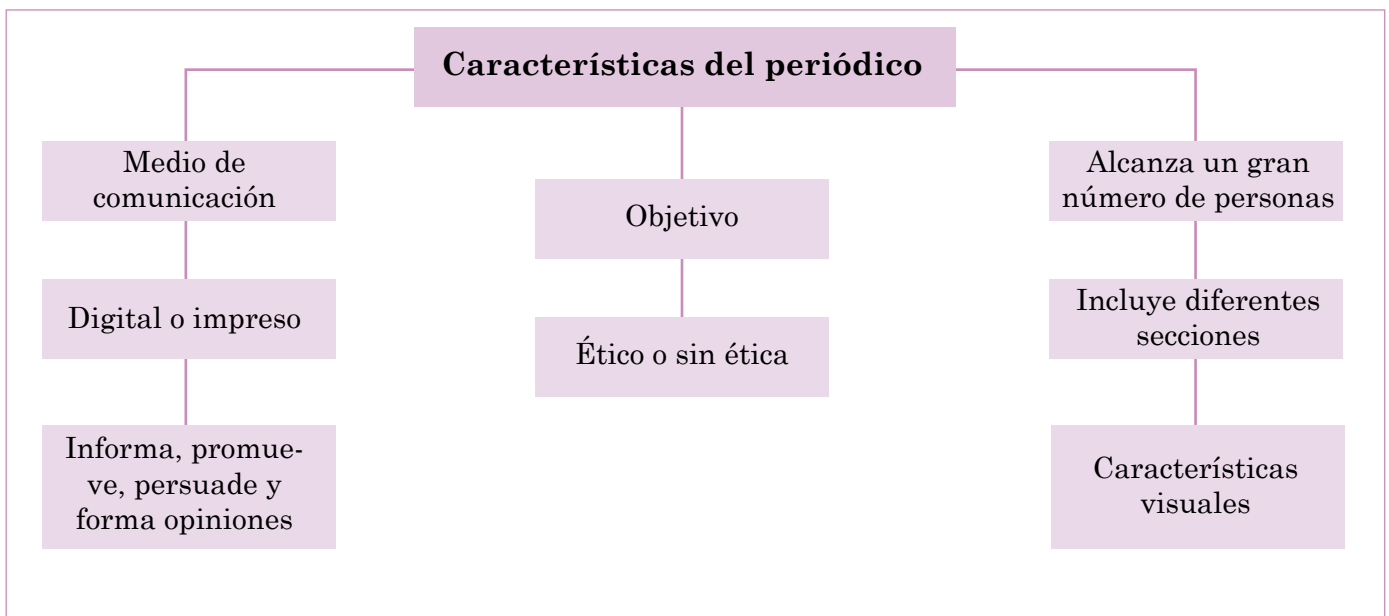 Características del periódico
Medio de
comunicación
Digital o impreso
Informa, promue-
ve, persuade y
forma opiniones
Objetivo
Ético o sin ética
Alcanza un gran
número de personas
Incluye diferentes
secciones
Características
visuales